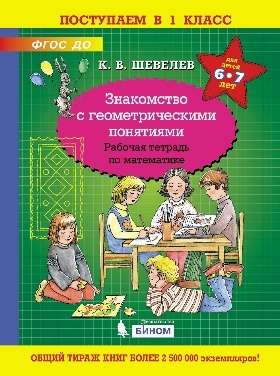 ПОСТУПАЕМ В 1 КЛАСС
ФГОС ДО
К. В. ШЕВЕЛЕВ
для детей
6•7
лет
Знакомство
с геометрическими
понятиями
Рабочая тетрадь
по математике
Издательство
БИНОМ
ОБЩИЙ ТИРАЖ КНИГ БОЛЕЕ 2 500 000 экземпляров!